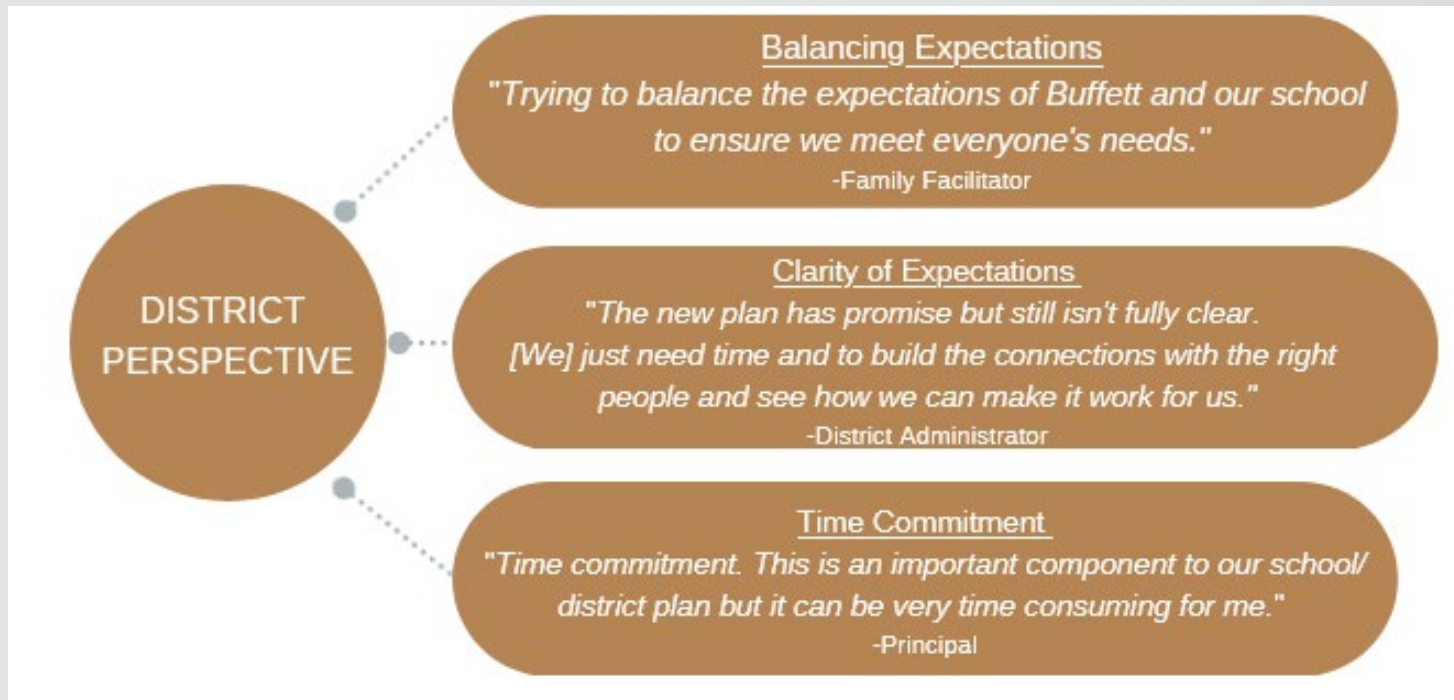 DISTRICT
PERSPECTIVE
Balancing Expectations
"Trying to balance the expectations of Buffett and our school
to ensure we meet everyone's needs."
-Family Facilitator
Clarity of Expectations
"The new plan has promise but still isn't fully clear.
[We] just need time and to build the connections with the right
people and see how we can make it work for us."
-District Administrator
Time Commitment
"Time commitment. This is an important component to our school/
district plan but it can be very time consuming for me."
-Principal